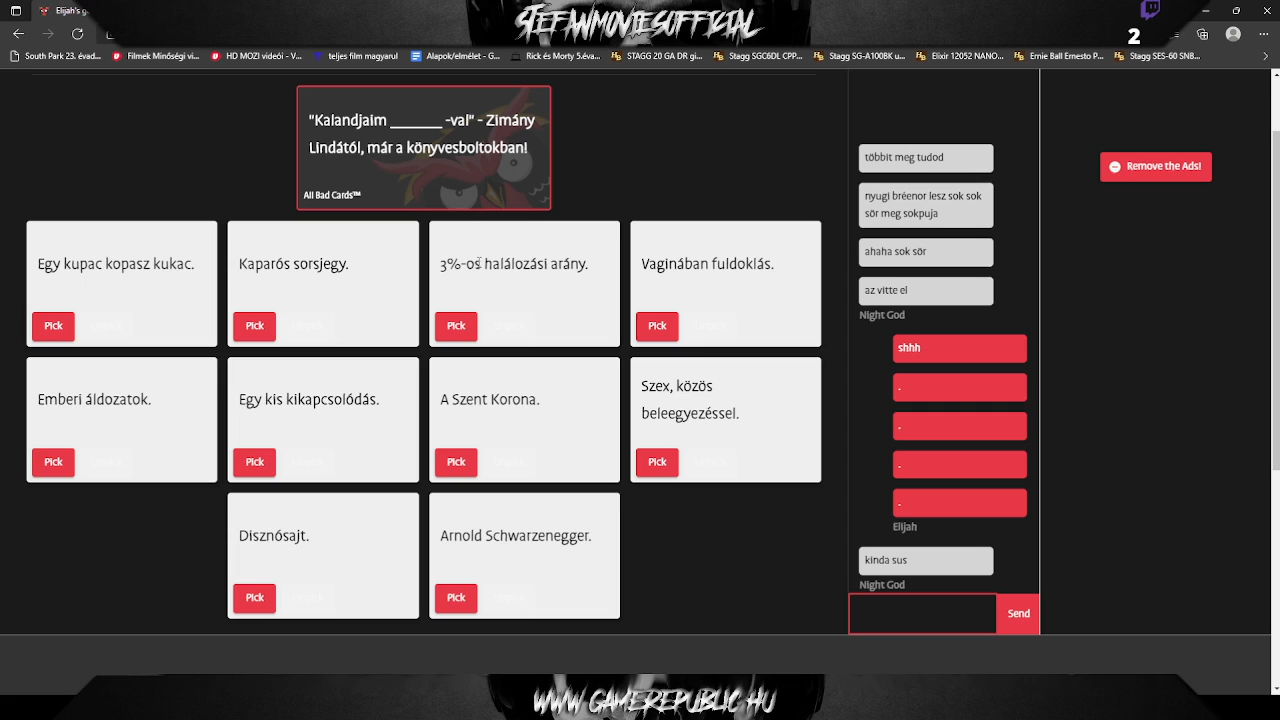 STEFANMOVIESOFFICIAL
Elijah's g
2
South Park 23. évad...
Filmek Minőségi vi...
HD MOZI videói - V...
teljes film magyarul
Alapok/elmélet - G...
Rick és Morty 5.éva...
STAGG 20 GA DR gi...
Stagg SGC6DL CPP...
Stagg SG-A100BK u...
Elixir 12052 NANO...
Ernie Ball Ernesto P...
Stagg SES-60 SNB...
"Kalandjaim ______ -val" - Zimány
Lindától, már a könyvesboltokban!
All Bad Cards™
Egy kupac kopasz kukac.
Pick
Kaparós sorsjegy.
Pick
3%-os halálozási arány.
Pick
Vaginában fuldoklás.
Pick
Emberi áldozatok.
Pick
Egy kis kikapcsolódás.
Pick
A Szent Korona.
Pick
Szex, közös
beleegyezéssel.
Pick
Disznósajt.
Pick
Arnold Schwarzenegger.
Pick
többit meg tudod
nyugi bréenor lesz sok sok
sör meg sokpuja
ahaha sok sör
az vitte el
Night God
shhh
.
.
.
.
Elijah
kinda sus
Night God
Send
Remove the Ads!
WWW GAMEREPUBLIC HU